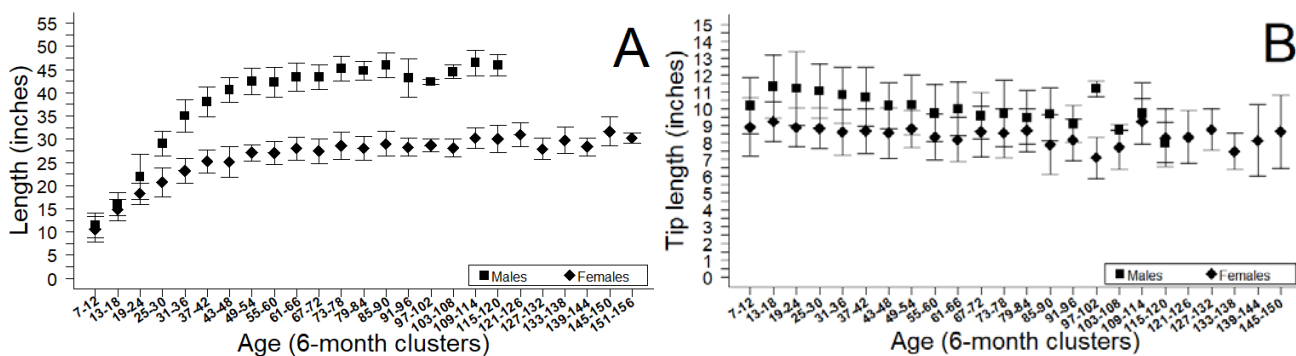 A
Length (inches)
55
50
45
40
35
30
25
20
15
10
5
0
Males Females
7-12 13-18 19-24 25-30 31-36 37-42 43-48 49-54 55-60 61-66 67-72 73-78 79-84 85-90 91-96 97-102 103-108 109-114 115-120 121-126 127-132 133-138 139-144 145-150 151-156
Age (6-month clusters)
B
Tip length (inches)
15
14
13
12
11
10
9
8
7
6
5
4
3
2
1
0
Males Females
7-12 13-18 19-24 25-30 31-36 37-42 43-48 49-54 55-60 61-66 67-72 73-78 79-84 85-90 91-96 97-102 103-108 109-114 115-120 121-126 127-132 133-138 139-144 145-150
Age (6-month clusters)